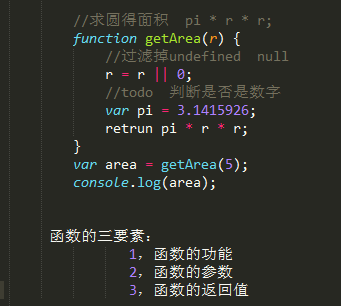 //求圆得面积  pi * r * r;
function getArea(r) {
//过滤掉undefined  null
r = r || 0;
//todo  判断是否是数字
var pi = 3.1415926;
retrun pi * r * r;
}
var area = getArea(5);
console.log(area);
函数的三要素:
1, 函数的功能
2, 函数的参数
3, 函数的返回值